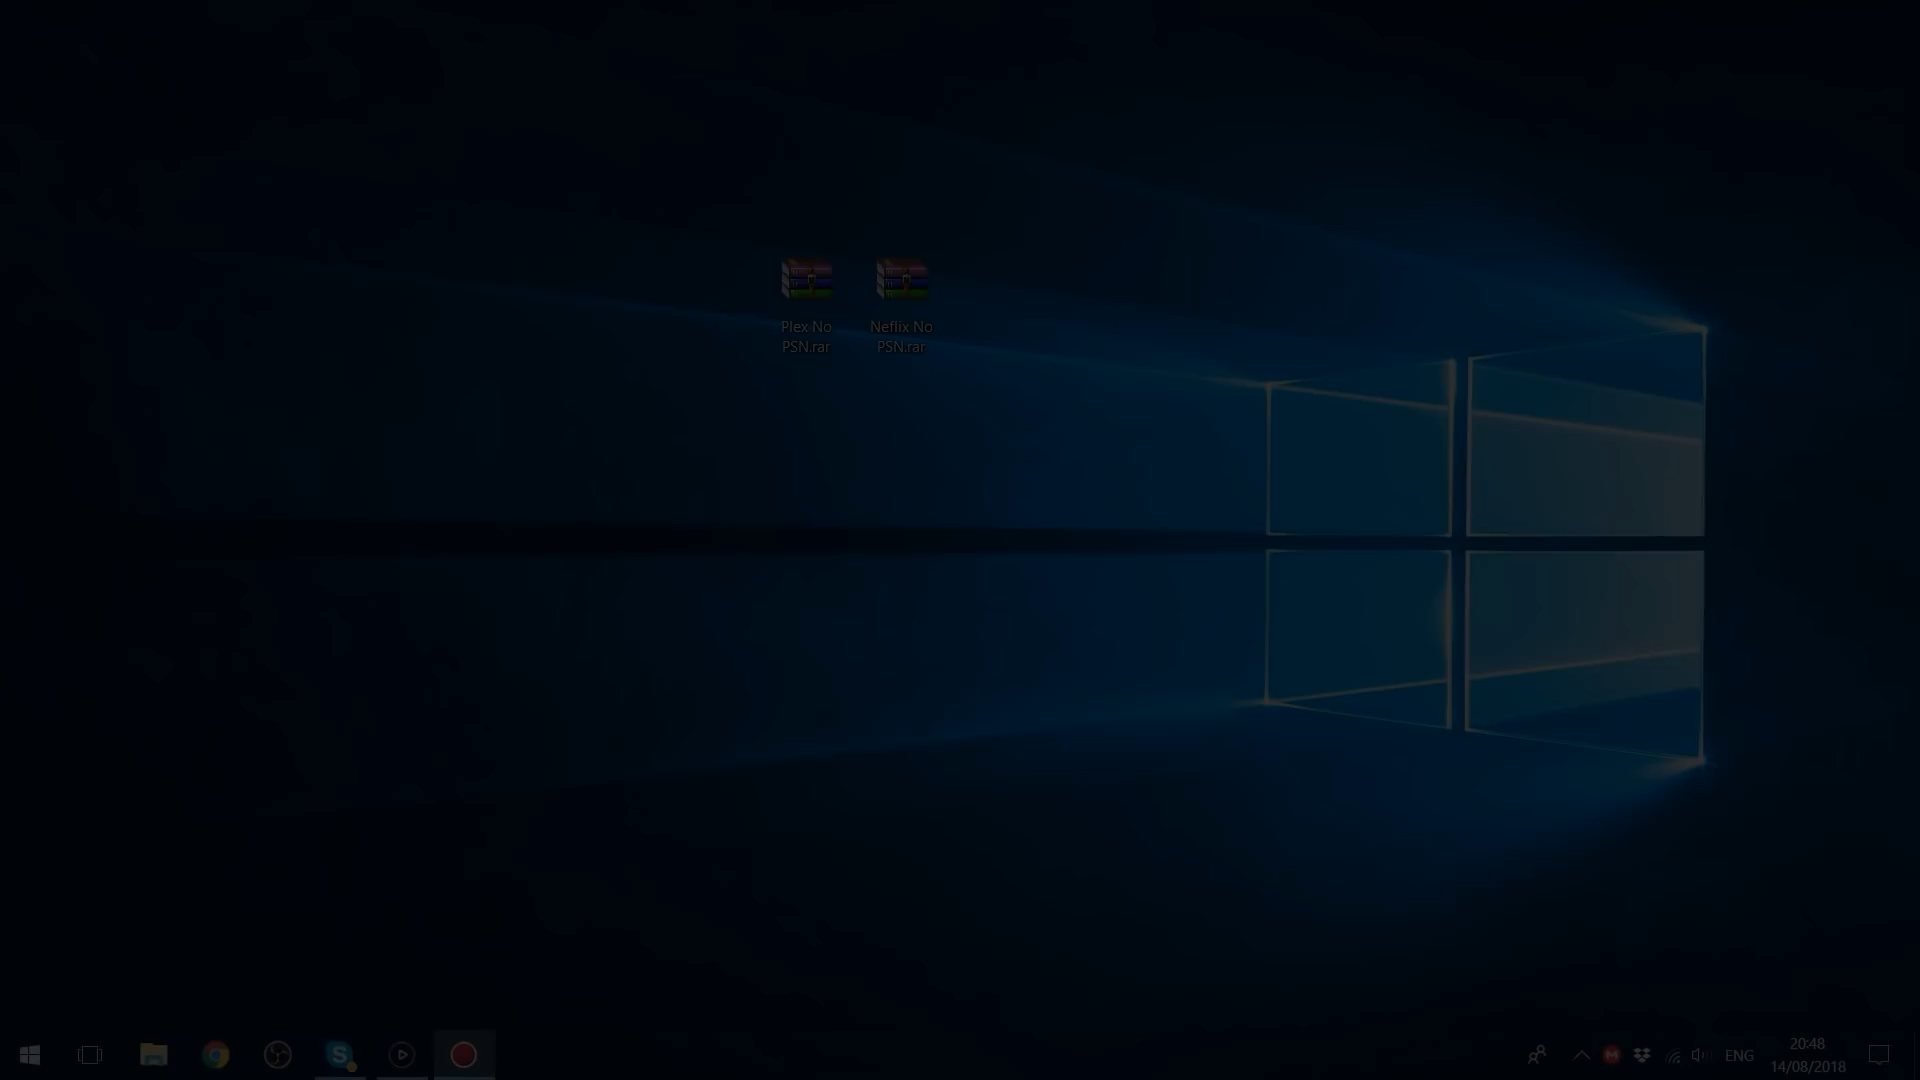 Plex No
PSN.rar
Neflix No
PSN.rar
ENG
20:48
14/08/2018